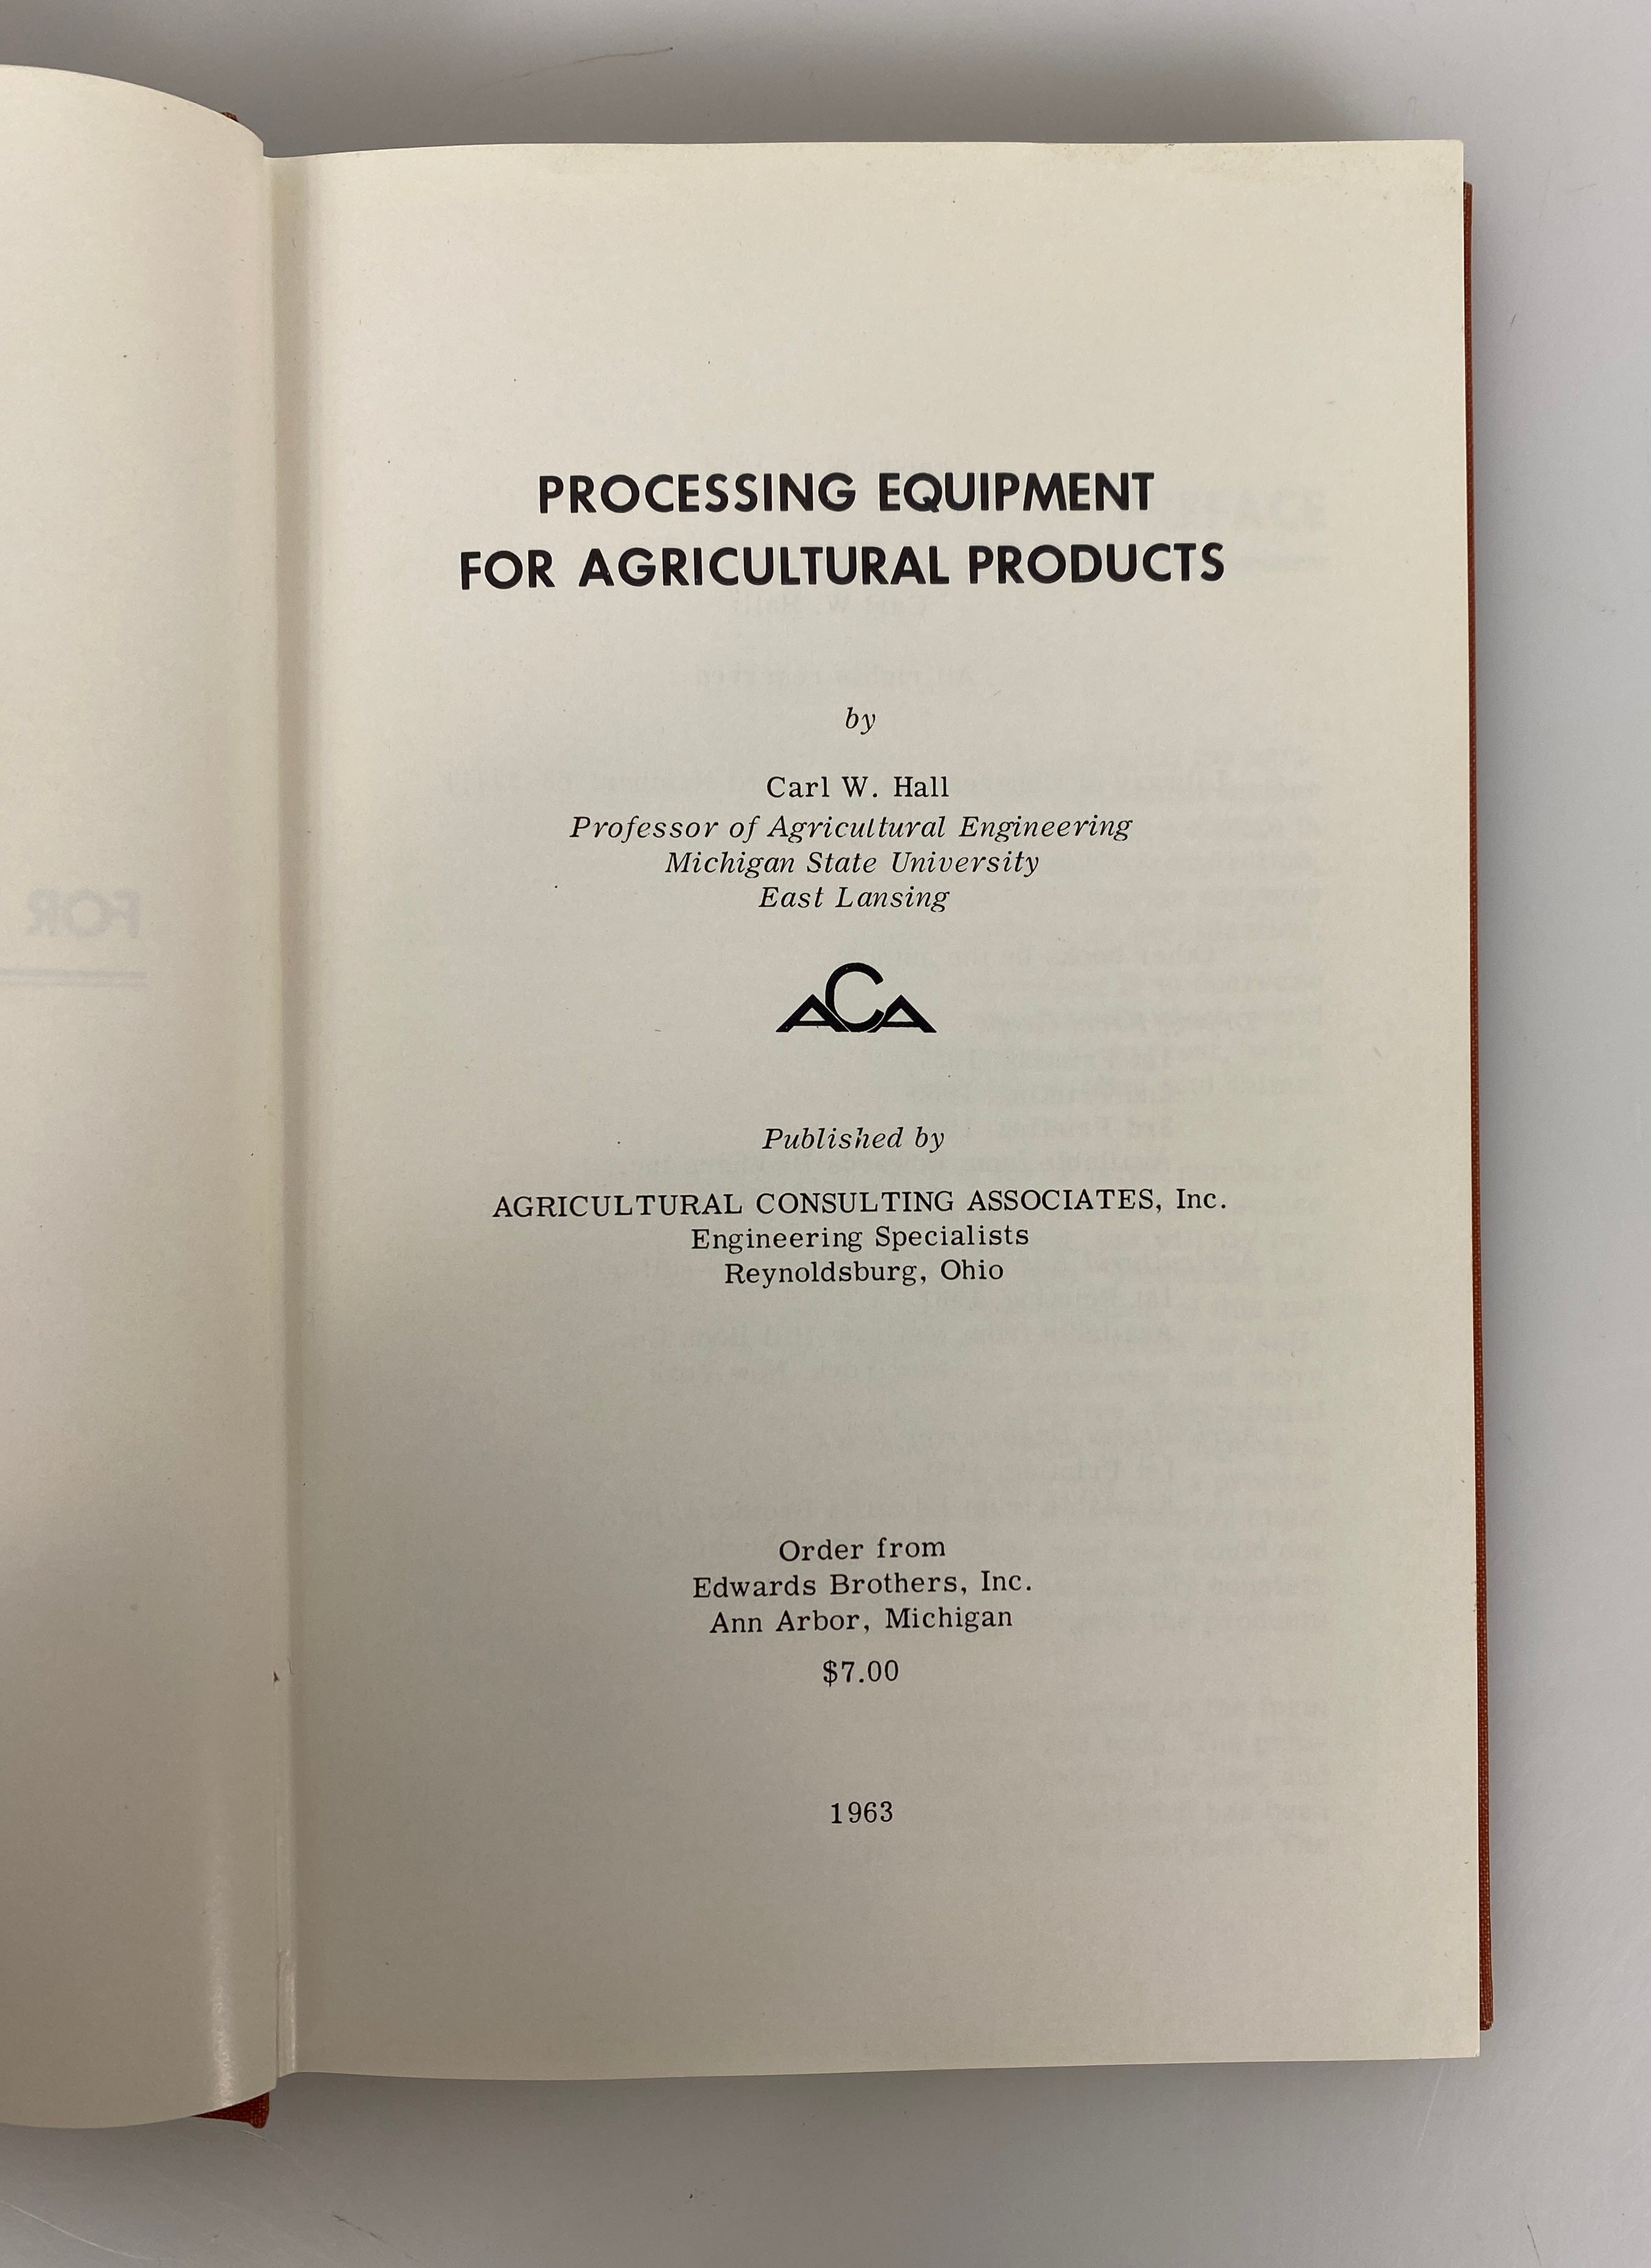 PROCESSING EQUIPMENT
FOR AGRICULTURAL PRODUCTS
by
Carl W. Hall
Professor of Agricultural Engineering
Michigan State University
East Lansing
ACA
Published by
AGRICULTURAL CONSULTING ASSOCIATES, Inc.
Engineering Specialists
Reynoldsburg, Ohio
Order from
Edwards Brothers, Inc.
Ann Arbor, Michigan
$7.00
1963